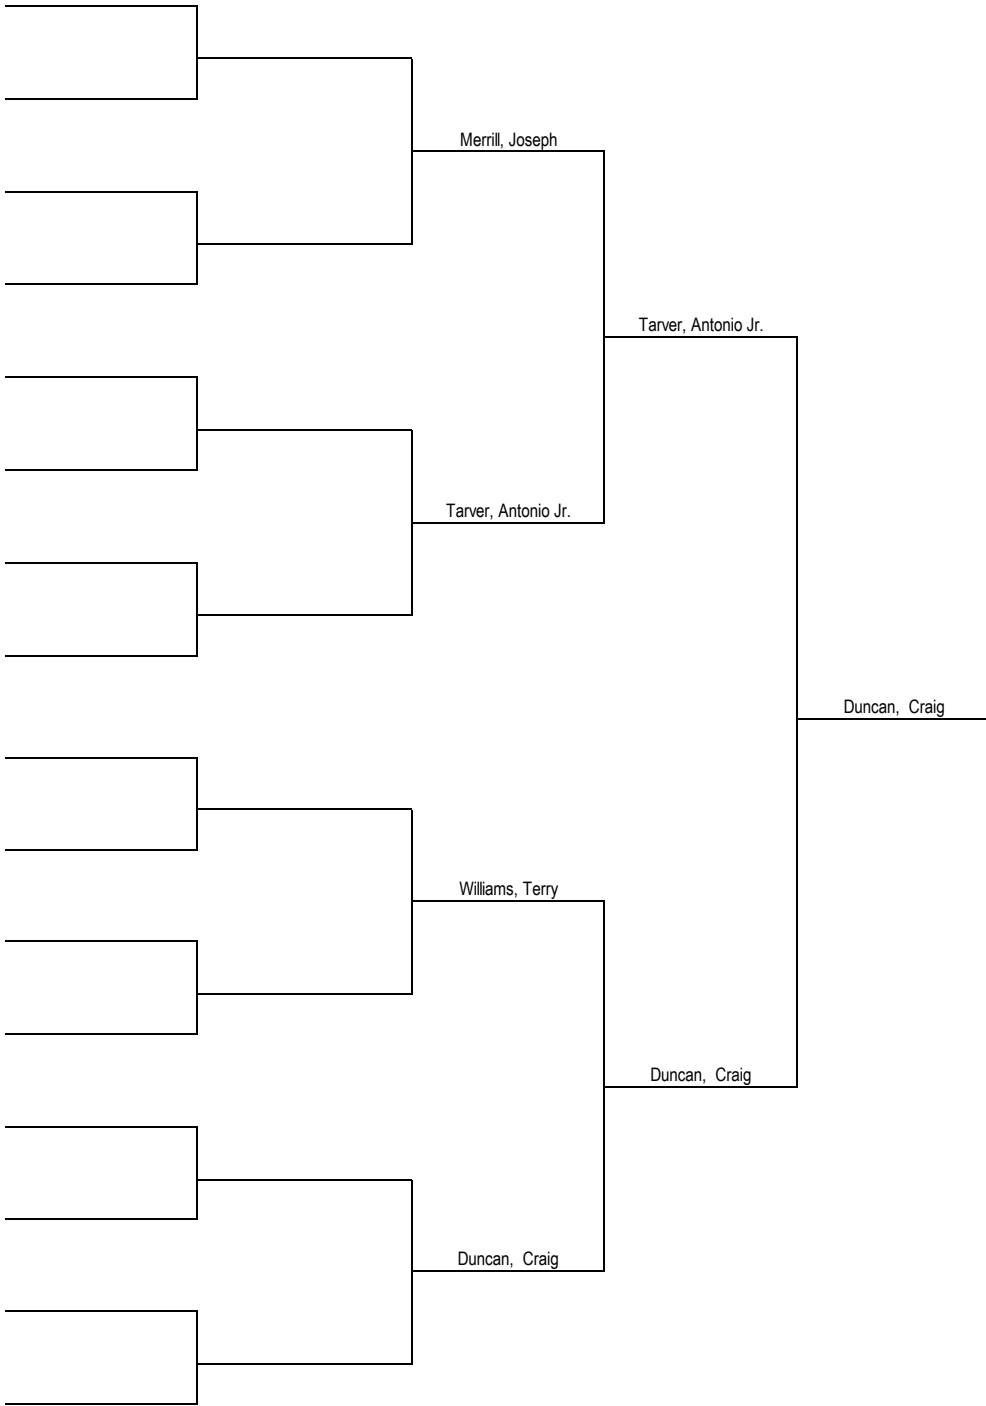 Merrill, Joseph
Tarver, Antonio Jr.
Tarver, Antonio Jr.
Duncan,  Craig
Williams, Terry
Duncan,  Craig
Duncan,  Craig